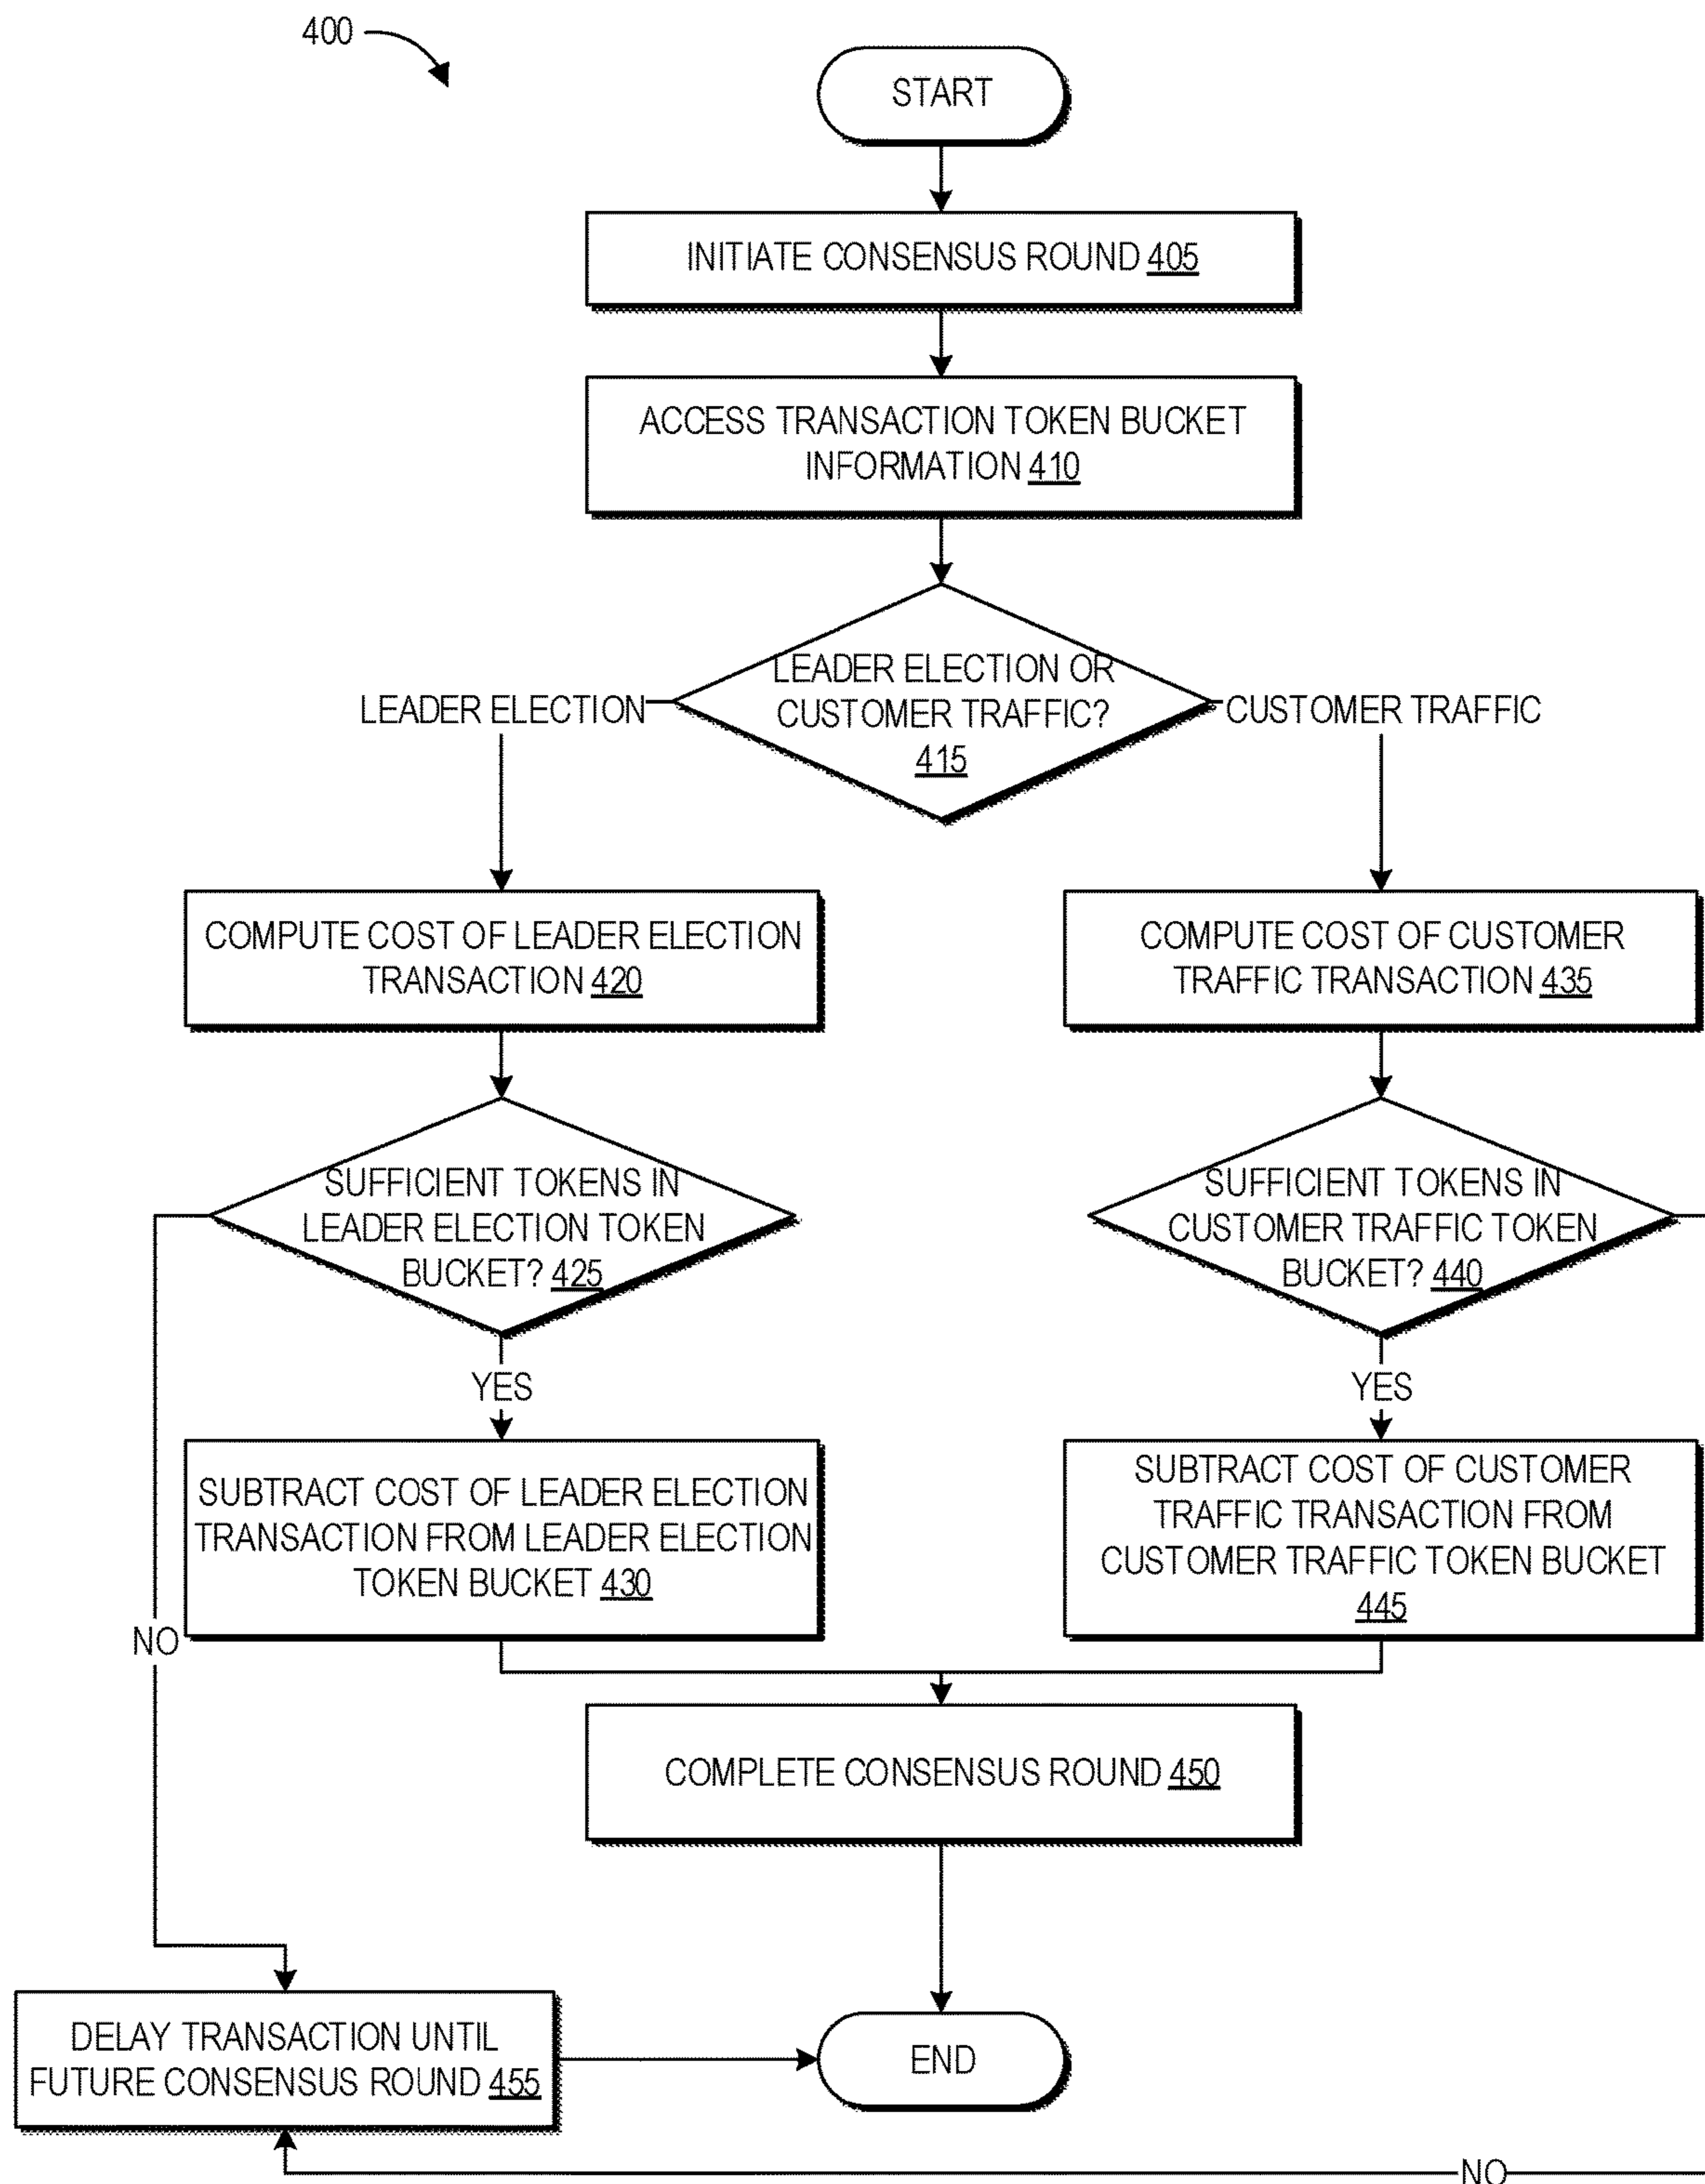 400
START
INITIATE CONSENSUS ROUND 405
ACCESS TRANSACTION TOKEN BUCKET
INFORMATION 410
LEADER ELECTION OR
CUSTOMER TRAFFIC?
415
LEADER ELECTION
CUSTOMER TRAFFIC
COMPUTE COST OF LEADER ELECTION
TRANSACTION 420
COMPUTE COST OF CUSTOMER
TRAFFIC TRANSACTION 435
SUFFICIENT TOKENS IN
LEADER ELECTION TOKEN
BUCKET? 425
SUFFICIENT TOKENS IN
CUSTOMER TRAFFIC TOKEN
BUCKET? 440
YES
YES
SUBTRACT COST OF LEADER ELECTION
TRANSACTION FROM LEADER ELECTION
TOKEN BUCKET 430
SUBTRACT COST OF CUSTOMER
TRAFFIC TRANSACTION FROM
CUSTOMER TRAFFIC TOKEN BUCKET
445
NO
COMPLETE CONSENSUS ROUND 450
DELAY TRANSACTION UNTIL
FUTURE CONSENSUS ROUND 455
END
NO